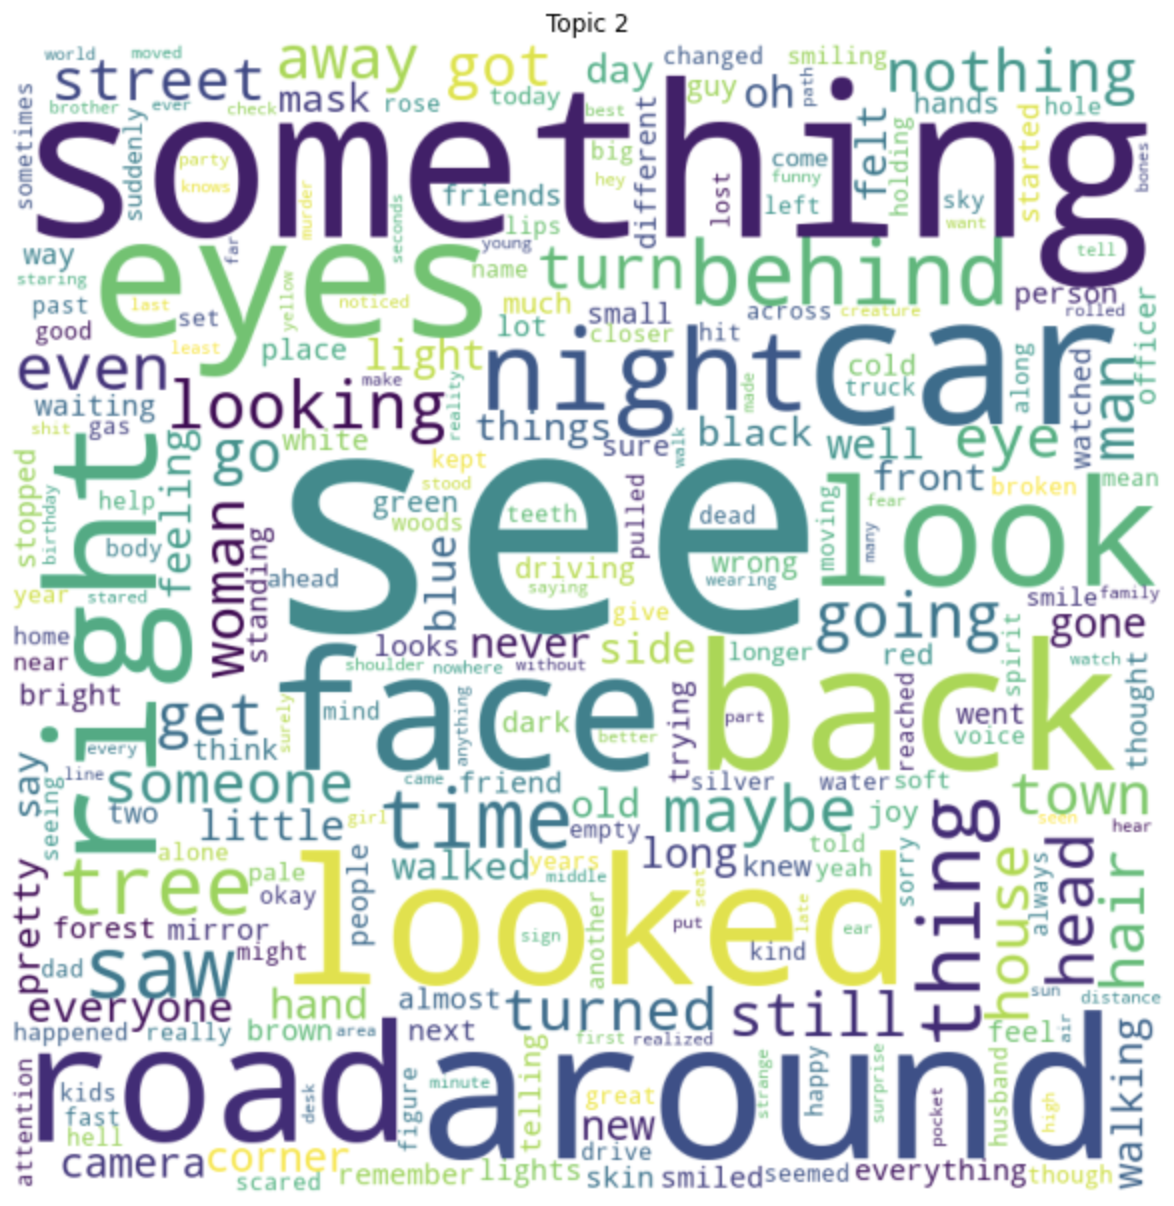 Topic 2
world
moved
away
got
day
changed
smiling
nothing
street
mask
rose
today
guy
oh
path
hands
hole
brother
ever
check
best
sometimes
suddenly
something
party
knows
murder
friends
seconds
big
hey
different
lost
come
funny
left
felt
holding
sky
want
started
bones
tell
lips
young
name
way
staring
eyes
far
yellow
noticed
turn
behind
person
rolled
past
last
set
much
small
across
creature
good
least
place
lot
closer
hit
light
night
car
cold
truck
along
officer
even
looking
make
reality
made
watched
man
waiting
shit
gas
things
sure
walk
black
well
eye
white
go
kept
stood
front
broken
mean
stopped
birthday
help
feeling
right
green
woods
see
teeth
pulled
dead
moving
fear
many
look
body
woman
standing
ahead
blue
driving
saying
wrong
wearing
year
stared
give
going
smile
family
home
looks
never
side
longer
red
spirit
gone
near
shoulder
nowhere
without
watch
bright
get
surely
face
mind
anything
dark
better
trying
part
back
reached
went
voice
thought
say
every
think
line
someone
came
friend
silver
water
soft
seeing
two
little
girl
time
old
empty
maybe
joy
thing
town
seen
hear
alone
pale
okay
people
walked
years
middle
long
knew
told
yeah
sorry
tree
pretty
forest
mirror
might
looked
sign
another
put
seat
late
kind
ear
house
always
head
hair
dad
saw
everyone
hand
almost
turned
still
sun
distance
happened
really
brown
area
next
first
realized
feel
air
attention
road
kids
fast
hell
desk
figure
minute
telling
around
great
new
drive
strange
happy
surprise
pocket
husband
high
walking
camera
corner
scared
remember
lights
skin
smiled
seemed
everything
though